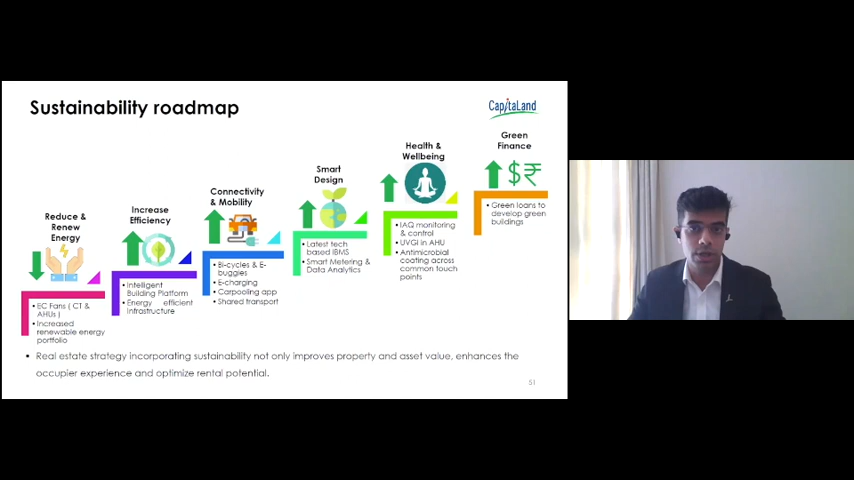 Sustainability roadmap
CapitaLand
Reduce &
Renew
Energy
• EC Fans ( CT &
AHUs )
• Increased
renewable energy
portfolio
Increase
Efficiency
• Intelligent
Building Platform
• Energy efficient
Infrastructure
Connectivity
& Mobility
• Bi-cycles & E-
buggies
• E-charging
• Carpooling app
• Shared transport
Smart
Design
• Latest tech
based IBMS
• Smart Metering &
Data Analytics
Health &
Wellbeing
• IAQ monitoring
& control
• UVGI in AHU
• Antimicrobial
coating across
common touch
points
Green
Finance
$₹
• Green loans to
develop green
buildings
• Real estate strategy incorporating sustainability not only improves property and asset value, enhances the
occupier experience and optimize rental potential.
51